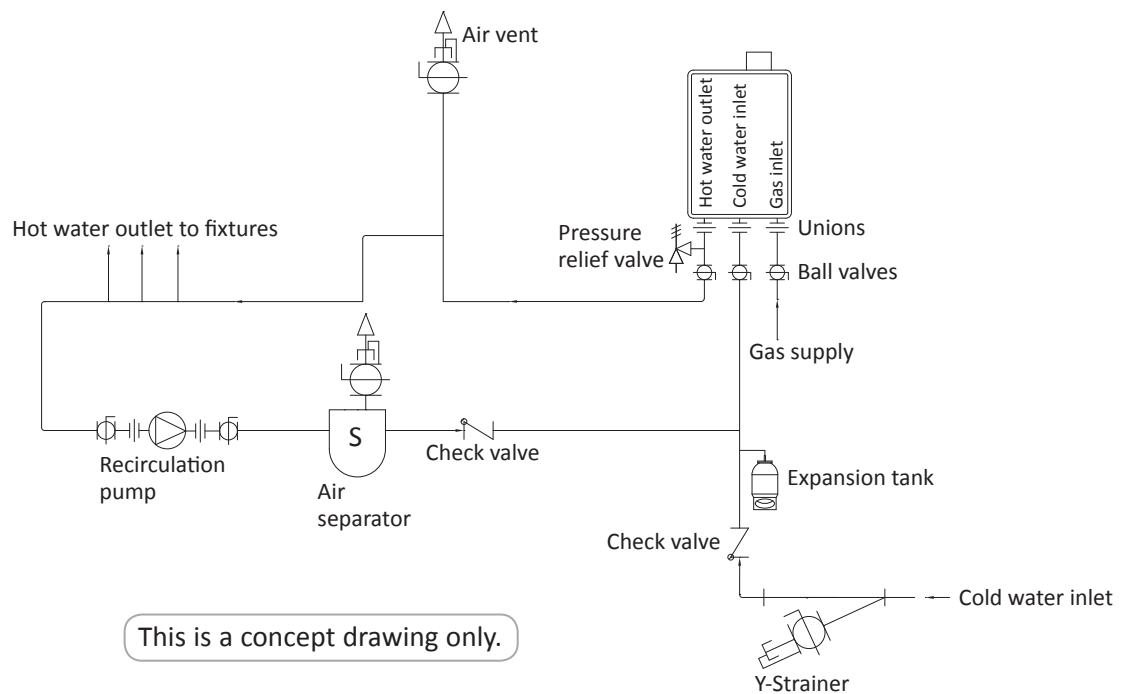 Air vent
Hot water outlet
Cold water inlet
Gas inlet
Hot water outlet to fixtures
Pressure
relief valve
Unions
Ball valves
Gas supply
S
Recirculation
pump
Air
separator
Check valve
Expansion tank
Check valve
Cold water inlet
Y-Strainer
This is a concept drawing only.